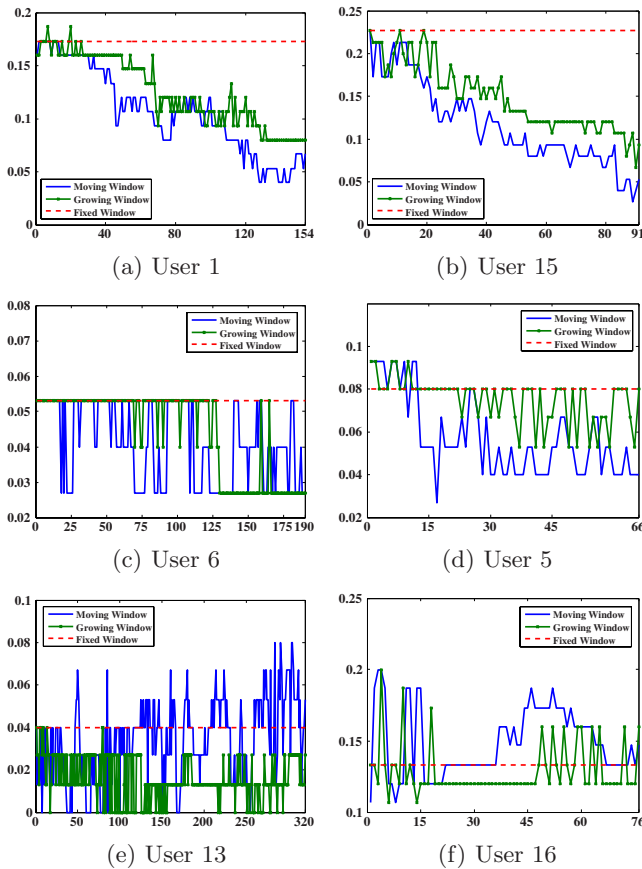 0.2
0.15
0.1
0.05
0
Moving Window
Growing Window
Fixed Window
0 40 80 120 154
(a) User 1
0.25
0.2
0.15
0.1
0.05
0
Moving Window
Growing Window
Fixed Window
0 20 40 60 80 91
(b) User 15
0.08
0.07
0.06
0.05
0.04
0.03
0.02
Moving Window
Growing Window
Fixed Window
0 25 50 75 100 125 150 175 190
(c) User 6
0.1
0.08
0.06
0.04
0.02
Moving Window
Growing Window
Fixed Window
0 15 30 45 66
(d) User 5
0.1
0.08
0.06
0.04
0.02
0
Moving Window
Growing Window
Fixed Window
0 50 100 150 200 250 320
(e) User 13
0.25
0.2
0.15
0.1
Moving Window
Growing Window
Fixed Window
0 15 30 45 60 76
(f) User 16